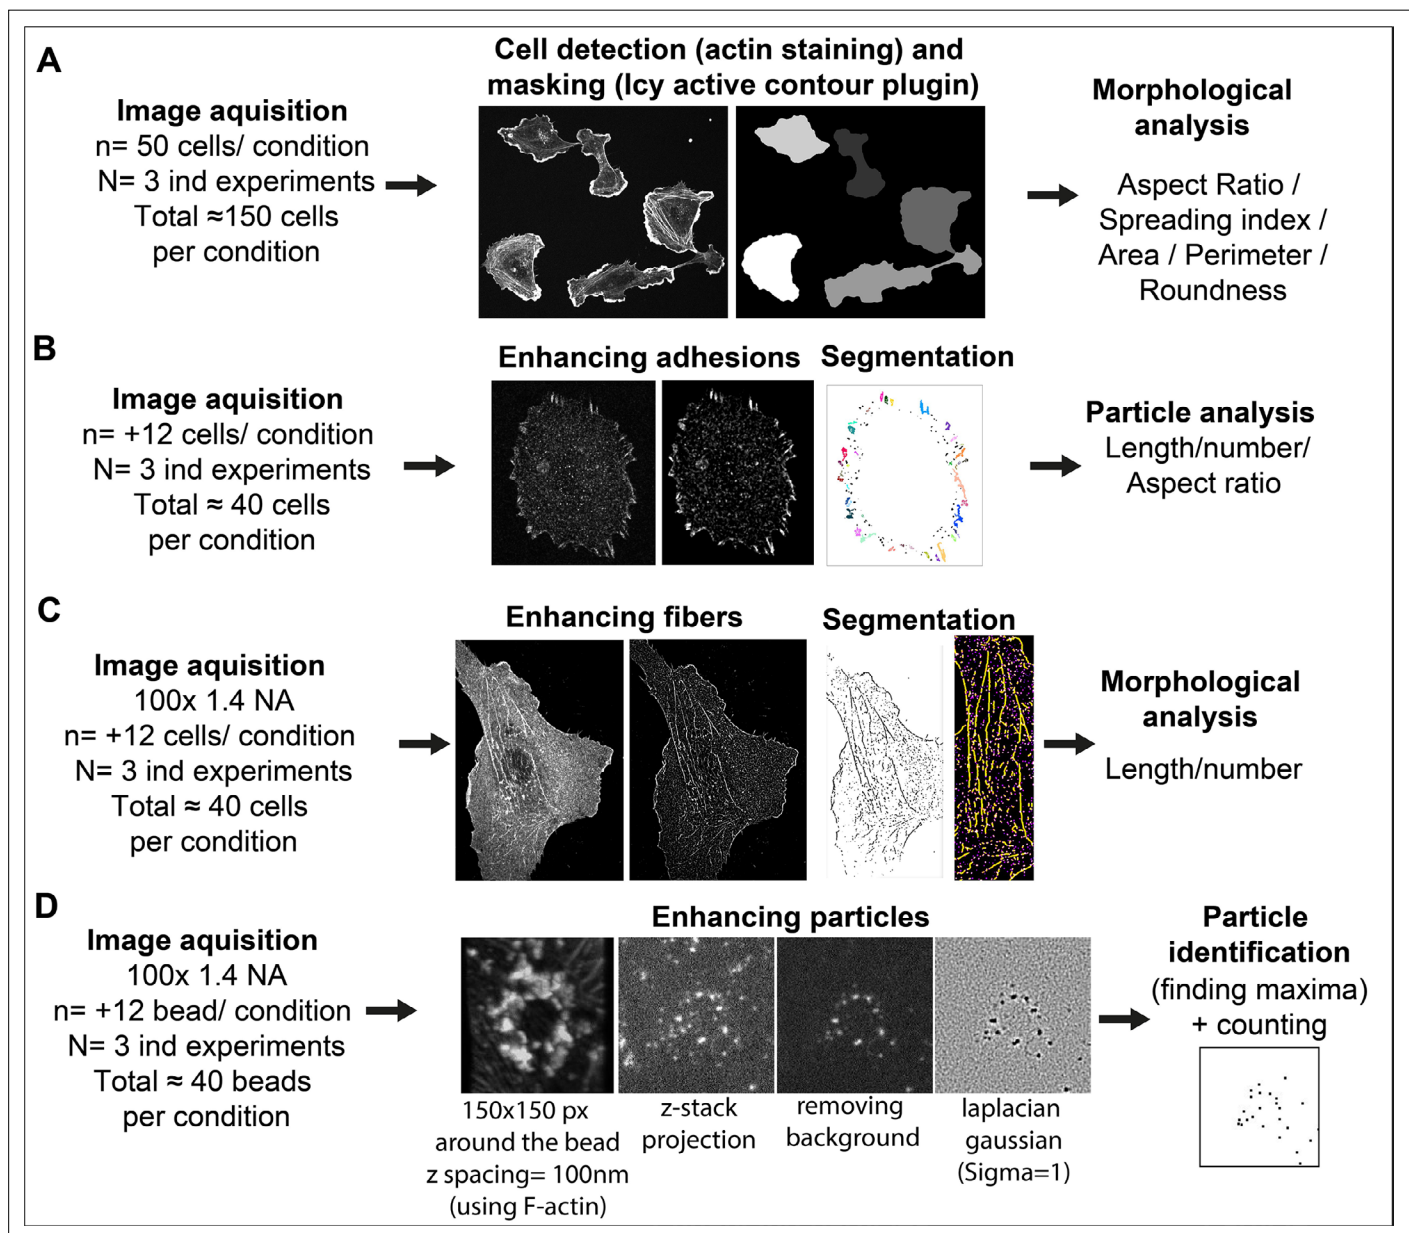 A
Image aquisition
n= 50 cells/ condition
N= 3 ind experiments
Total ≈150 cells
per condition
Cell detection (actin staining) and
masking (Icy active contour plugin)
Morphological
analysis
Aspect Ratio /
Spreading index /
Area / Perimeter /
Roundness
B
Image aquisition
n= +12 cells/ condition
N= 3 ind experiments
Total ≈ 40 cells
per condition
Enhancing adhesions
Segmentation
Particle analysis
Length/number/
Aspect ratio
C
Image aquisition
100x 1.4 NA
n= +12 cells/ condition
N= 3 ind experiments
Total ≈ 40 cells
per condition
Enhancing fibers
Segmentation
Morphological
analysis
Length/number
D
Image aquisition
100x 1.4 NA
n= +12 bead/ condition
N= 3 ind experiments
Total ≈ 40 beads
per condition
Enhancing particles
150x150 px
around the bead
z spacing= 100nm
(using F-actin)
z-stack
projection
removing
background
laplacian
gaussian
(Sigma=1)
Particle
identification
(finding maxima)
+ counting